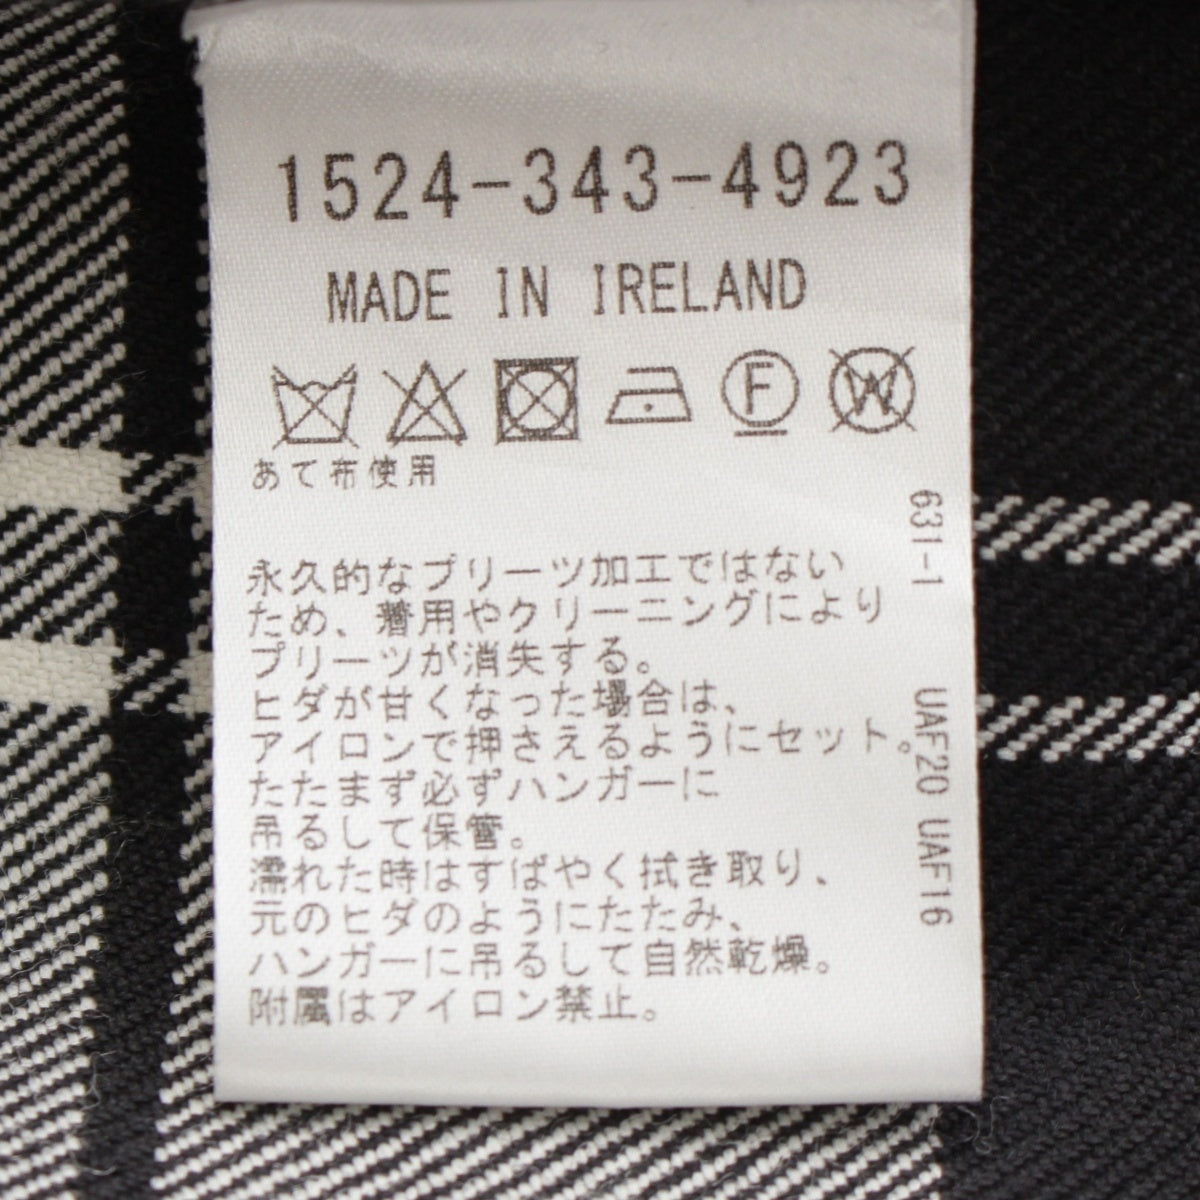 1524-343-4923
MADE IN IRELAND
F
W
あて布使用
永久的なプリーツ加工ではない
ため、着用やクリーニングにより
プリーツが消失する。
ヒダが甘くなった場合は、
アイロンで押さえるようにセット。
たたまず必ずハンガーに
吊るして保管。
濡れた時はすばやく拭き取り、
元のヒダのようにたたみ、
ハンガーに吊るして自然乾燥。
附属はアイロン禁止。
631-1
UAF20 UAF16